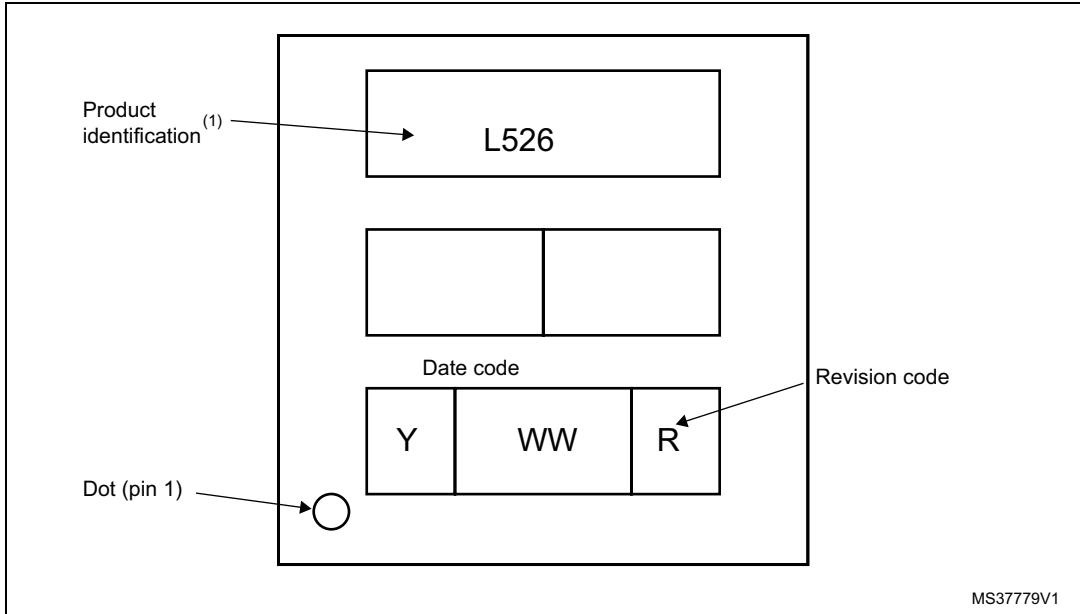 Product
identification (1)
L526
Date code
Revision code
Y WW R
Dot (pin 1)
MS37779V1